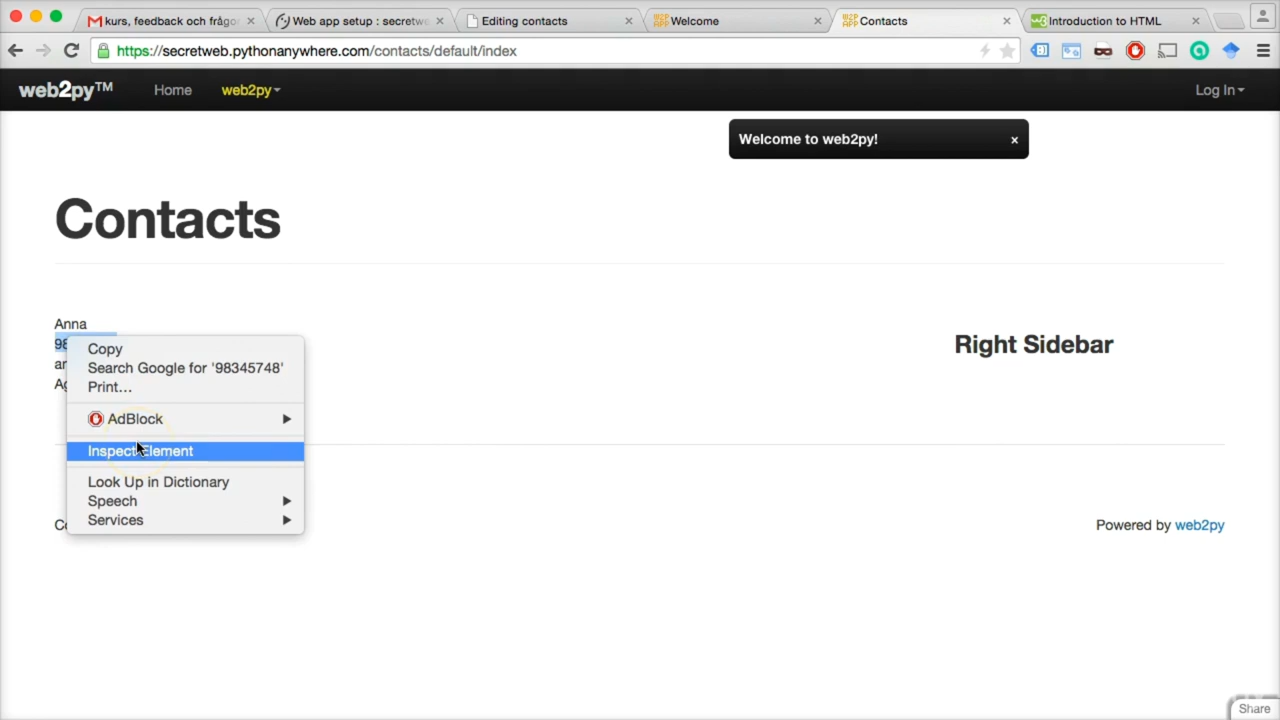 kurs, feedback och frågor
Web app setup : secretwe
Editing contacts
Welcome
Contacts
Introduction to HTML
https://secretweb.pythonanywhere.com/contacts/default/index
web2py™ Home web2py Log In
Welcome to web2py! ×
Contacts
Anna
98
Right Sidebar
Copy
Search Google for '98345748'
Print...
AdBlock
Inspect Element
Look Up in Dictionary
Speech
Services
Powered by web2py
Share